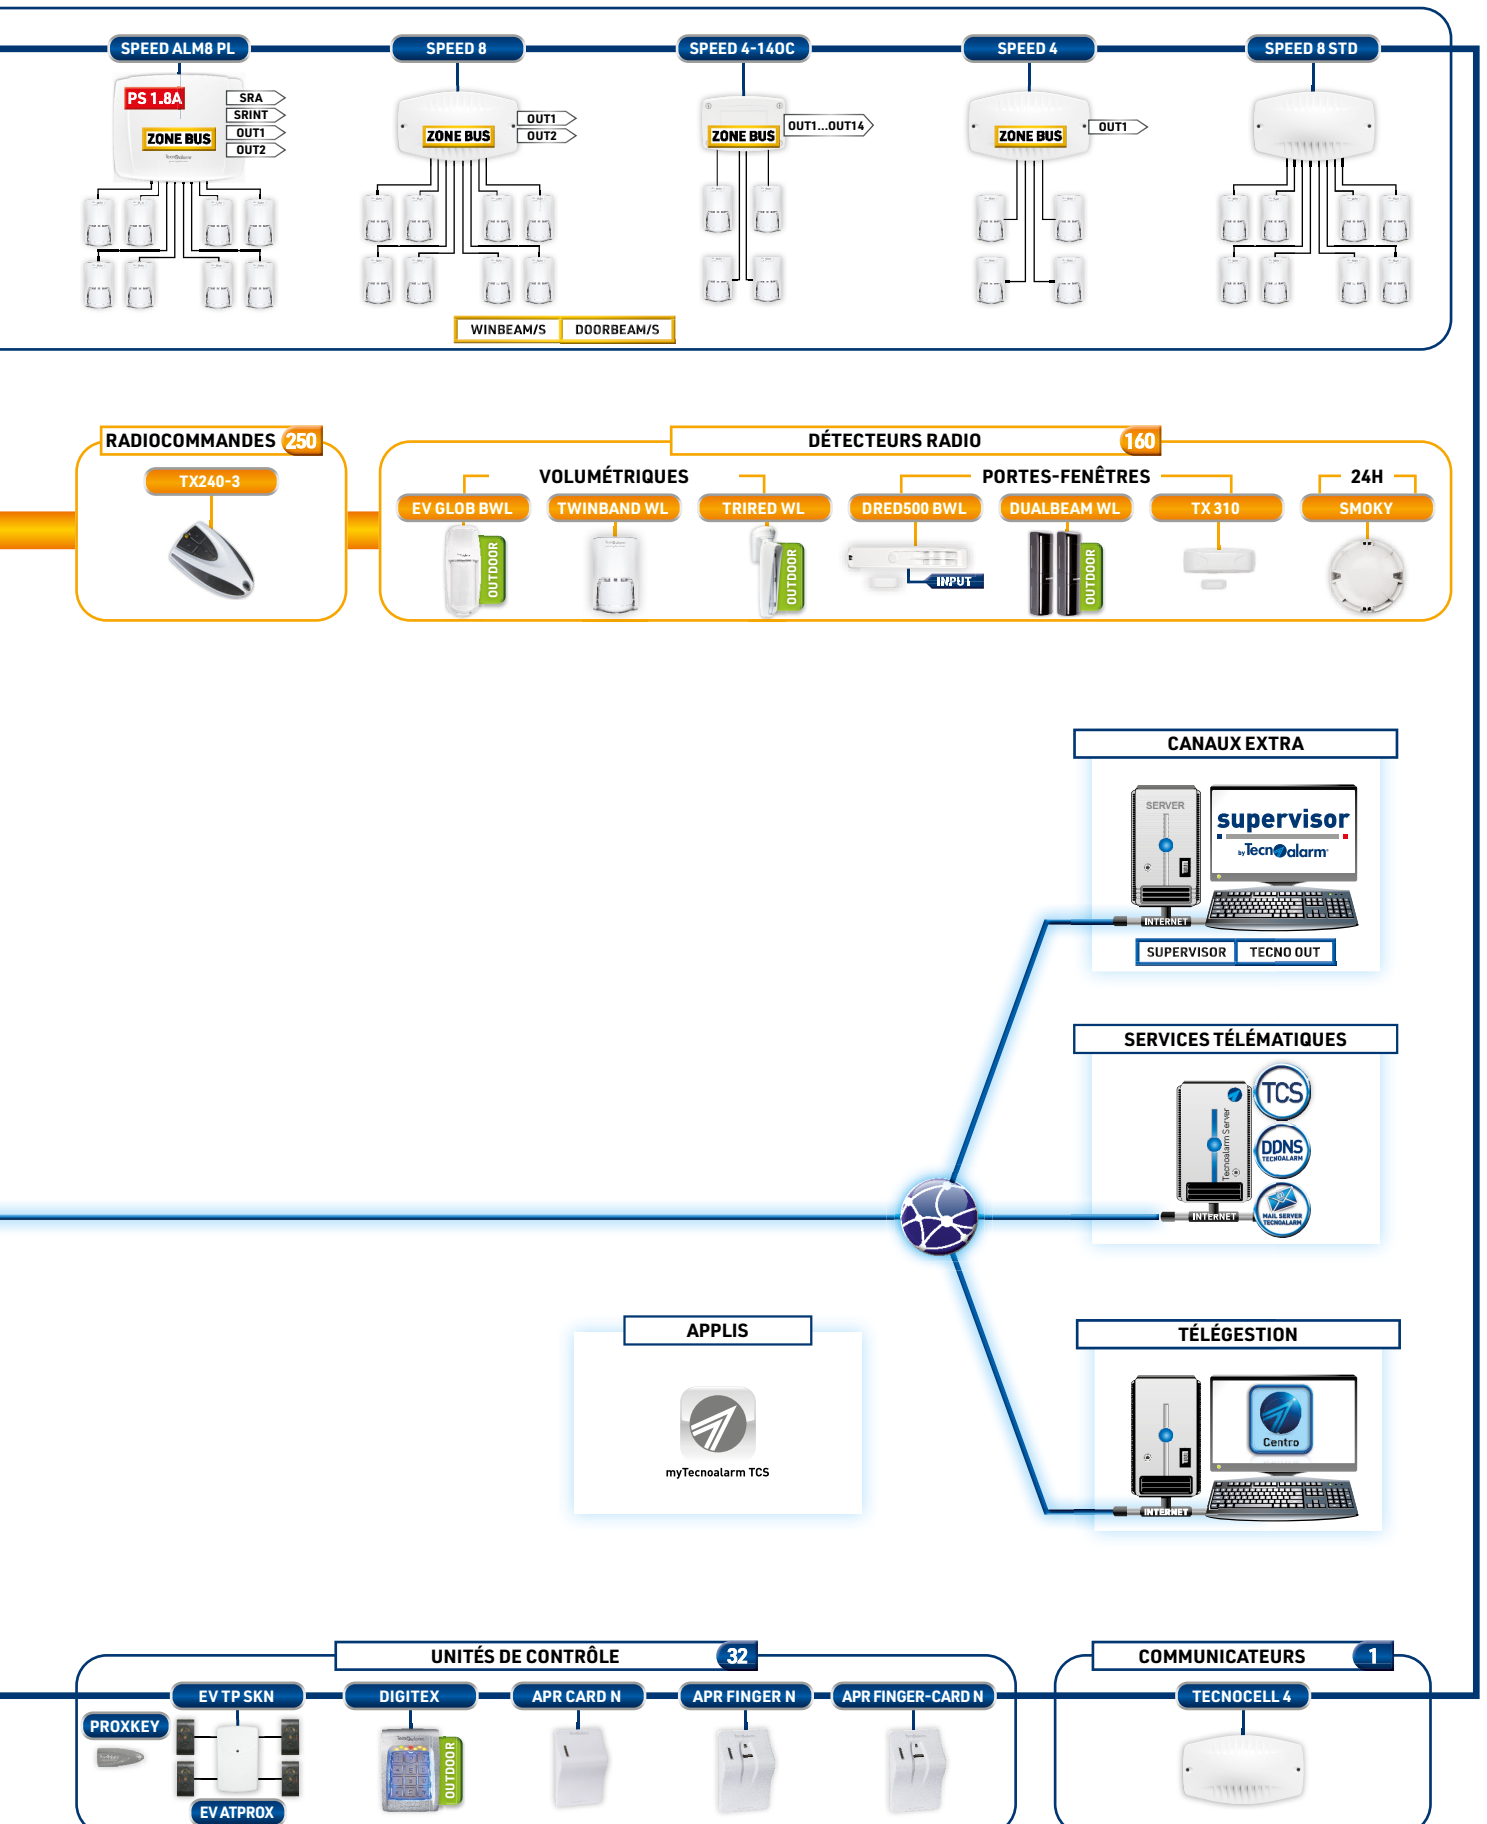 SPEED ALM8 PL
SPEED 8
SPEED 4-14OC
SPEED 4
SPEED 8 STD
PS 1.8A
ZONE BUS
SRA
SRINT
OUT1
OUT2
ZONE BUS
OUT1
OUT2
ZONE BUS
OUT1...OUT14
ZONE BUS
OUT1
WINBEAM/S
DOORBEAM/S
RADIOCOMMANDES 250
TX240-3
DÉTECTEURS RADIO 160
VOLUMÉTRIQUES
PORTES-FENÊTRES
24H
EV GLOB BWL
TWINBAND WL
TRIRED WL
DRED500 BWL
DUALBEAM WL
TX 310
SMOKY
OUTDOOR
OUTDOOR
INPUT
OUTDOOR
CANAUX EXTRA
SERVER
supervisor
by Tecnoalarm
INTERNET
SUPERVISOR
TECNO OUT
SERVICES TÉLÉMATIQUES
Tecnoalarm Server
TCS
DDNS
TECNOALARM
MAIL SERVER
TECNOALARM
INTERNET
APPLIS
myTecnoalarm TCS
TÉLÉGESTION
Centro
INTERNET
UNITÉS DE CONTRÔLE 32
COMMUNICATEURS 1
EV TP SKN
DIGITEX
APR CARD N
APR FINGER N
APR FINGER-CARD N
TECNOCELL 4
PROXKEY
OUTDOOR
EV ATPROX